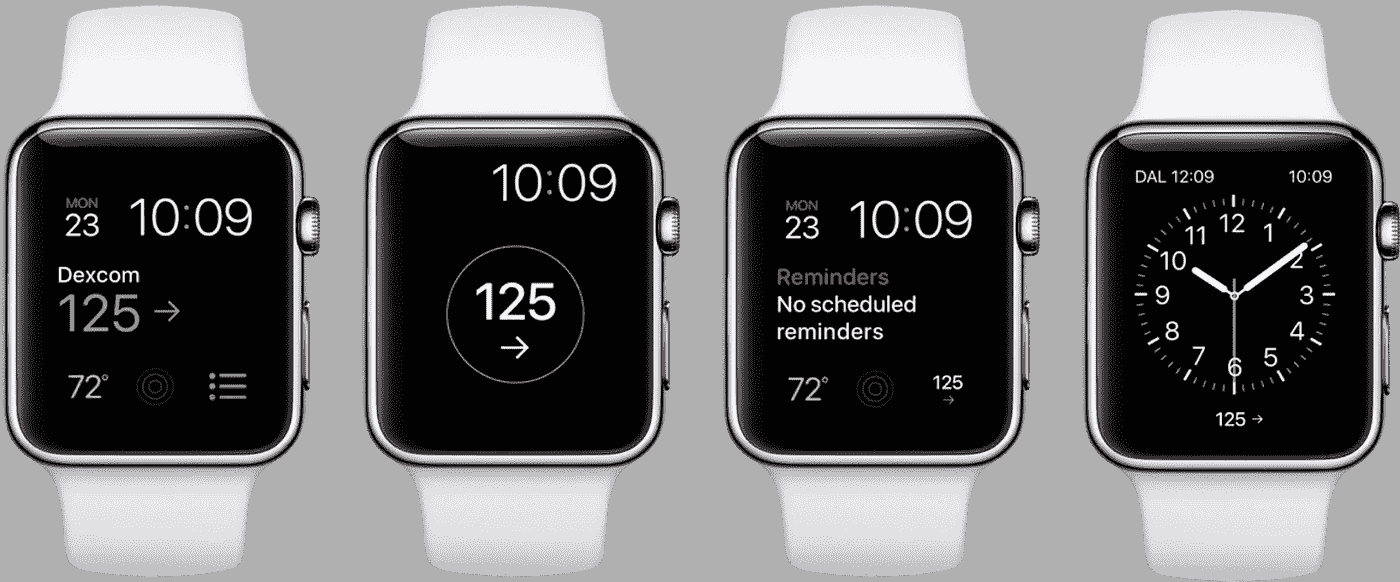 MON
23 10:09
Dexcom
125 →
72°
10:09
125
→
MON
23 10:09
Reminders
No scheduled
reminders
72° 125
→
DAL 12:09 10:09
12
11 1
10 2
9 3
8 4
7 5
6
125 →